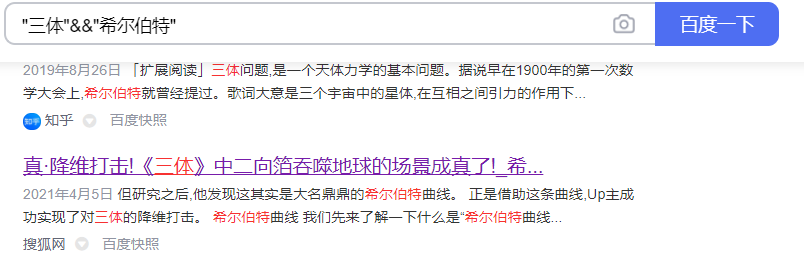 "三体"&&"希尔伯特"
百度一下
2019年8月26日 「扩展阅读」三体问题,是一个天体力学的基本问题。据说早在1900年的第一次数
学大会上,希尔伯特就曾经提过。歌词大意是三个宇宙中的星体,在互相之间引力的作用下...
知乎 知乎 百度快照
真·降维打击!《三体》中二向箔吞噬地球的场景成真了!_希...
2021年4月5日 但研究之后,他发现这其实是大名鼎鼎的希尔伯特曲线。 正是借助这条曲线,Up主成
功实现了对三体的降维打击。 希尔伯特曲线 我们先来了解一下什么是“希尔伯特曲线...
搜狐网 百度快照